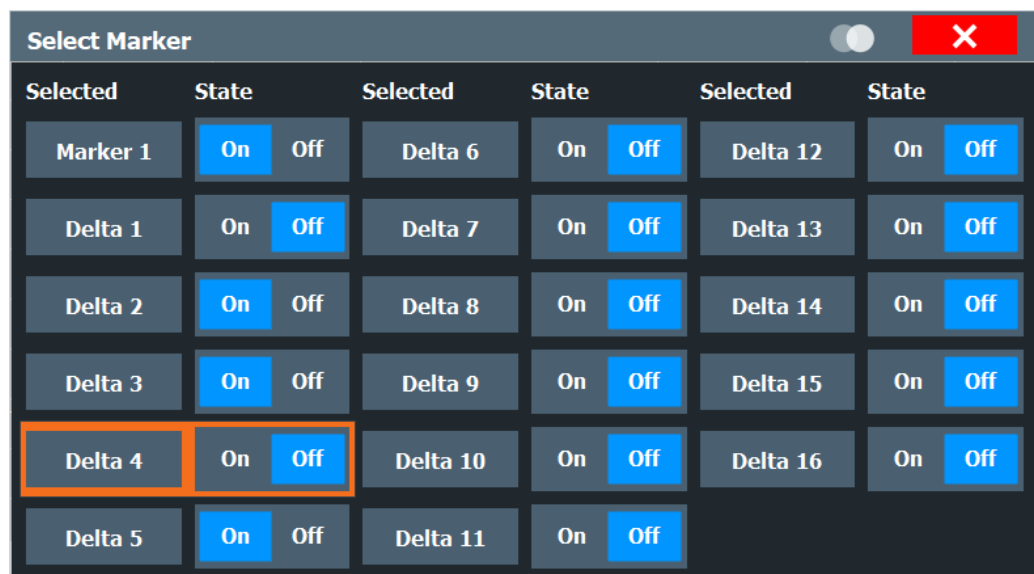 Select Marker
Selected State Selected State Selected State
Marker 1 On Off Delta 6 On Off Delta 12 On Off
Delta 1 On Off Delta 7 On Off Delta 13 On Off
Delta 2 On Off Delta 8 On Off Delta 14 On Off
Delta 3 On Off Delta 9 On Off Delta 15 On Off
Delta 4 On Off Delta 10 On Off Delta 16 On Off
Delta 5 On Off Delta 11 On Off